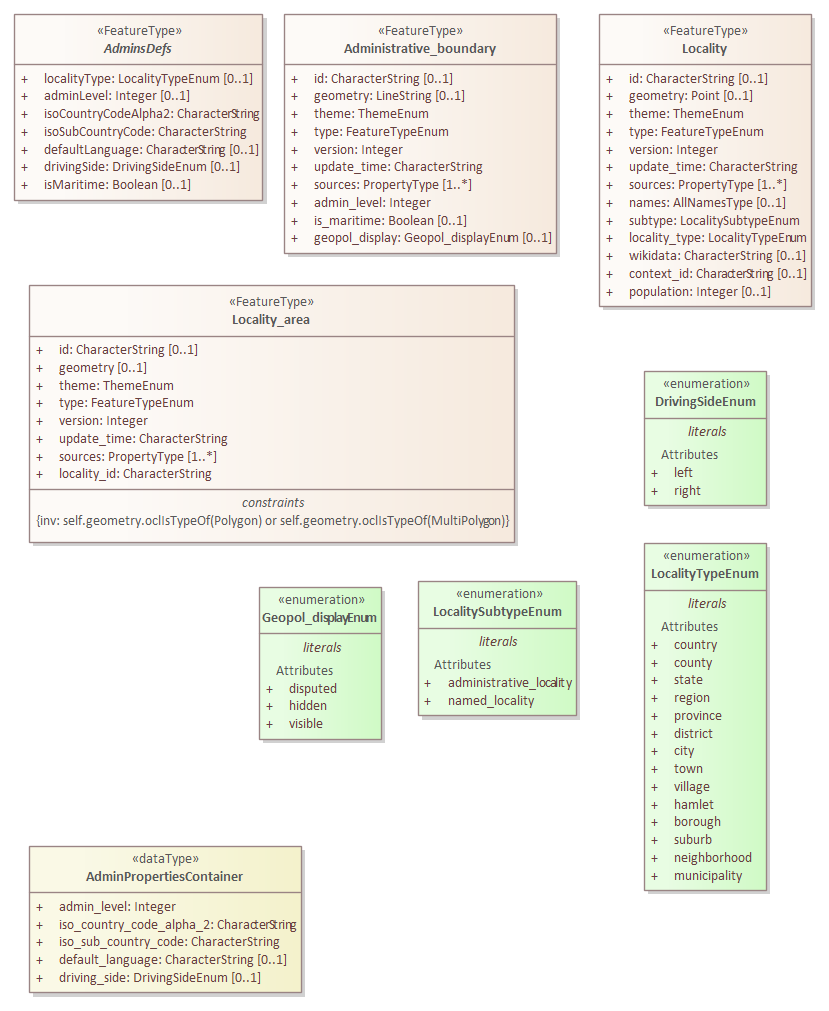 «FeatureType»
AdminsDefs
+ localityType: LocalityTypeEnum [0..1]
+ adminLevel: Integer [0..1]
+ isoCountryCodeAlpha2: CharacterString
+ isoSubCountryCode: CharacterString
+ defaultLanguage: CharacterString [0..1]
+ drivingSide: DrivingSideEnum [0..1]
+ isMaritime: Boolean [0..1]
«FeatureType»
Administrative_boundary
+ id: CharacterString [0..1]
+ geometry: LineString [0..1]
+ theme: ThemeEnum
+ type: FeatureTypeEnum
+ version: Integer
+ update_time: CharacterString
+ sources: PropertyType [1..*]
+ admin_level: Integer
+ is_maritime: Boolean [0..1]
+ geopol_display: Geopol_displayEnum [0..1]
«FeatureType»
Locality
+ id: CharacterString [0..1]
+ geometry: Point [0..1]
+ theme: ThemeEnum
+ type: FeatureTypeEnum
+ version: Integer
+ update_time: CharacterString
+ sources: PropertyType [1..*]
+ names: AllNamesType [0..1]
+ subtype: LocalitySubtypeEnum
+ locality_type: LocalityTypeEnum
+ wikidata: CharacterString [0..1]
+ context_id: CharacterString [0..1]
+ population: Integer [0..1]
«FeatureType»
Locality_area
+ id: CharacterString [0..1]
+ geometry [0..1]
+ theme: ThemeEnum
+ type: FeatureTypeEnum
+ version: Integer
+ update_time: CharacterString
+ sources: PropertyType [1..*]
+ locality_id: CharacterString
constraints
{inv: self.geometry.oclIsTypeOf(Polygon) or self.geometry.oclIsTypeOf(MultiPolygon)}
«enumeration»
DrivingSideEnum
literals
Attributes
+ left
+ right
«enumeration»
Geopol_displayEnum
literals
Attributes
+ disputed
+ hidden
+ visible
«enumeration»
LocalitySubtypeEnum
literals
Attributes
+ administrative_locality
+ named_locality
«enumeration»
LocalityTypeEnum
literals
Attributes
+ country
+ county
+ state
+ region
+ province
+ district
+ city
+ town
+ village
+ hamlet
+ borough
+ suburb
+ neighborhood
+ municipality
«dataType»
AdminPropertiesContainer
+ admin_level: Integer
+ iso_country_code_alpha_2: CharacterString
+ iso_sub_country_code: CharacterString
+ default_language: CharacterString [0..1]
+ driving_side: DrivingSideEnum [0..1]